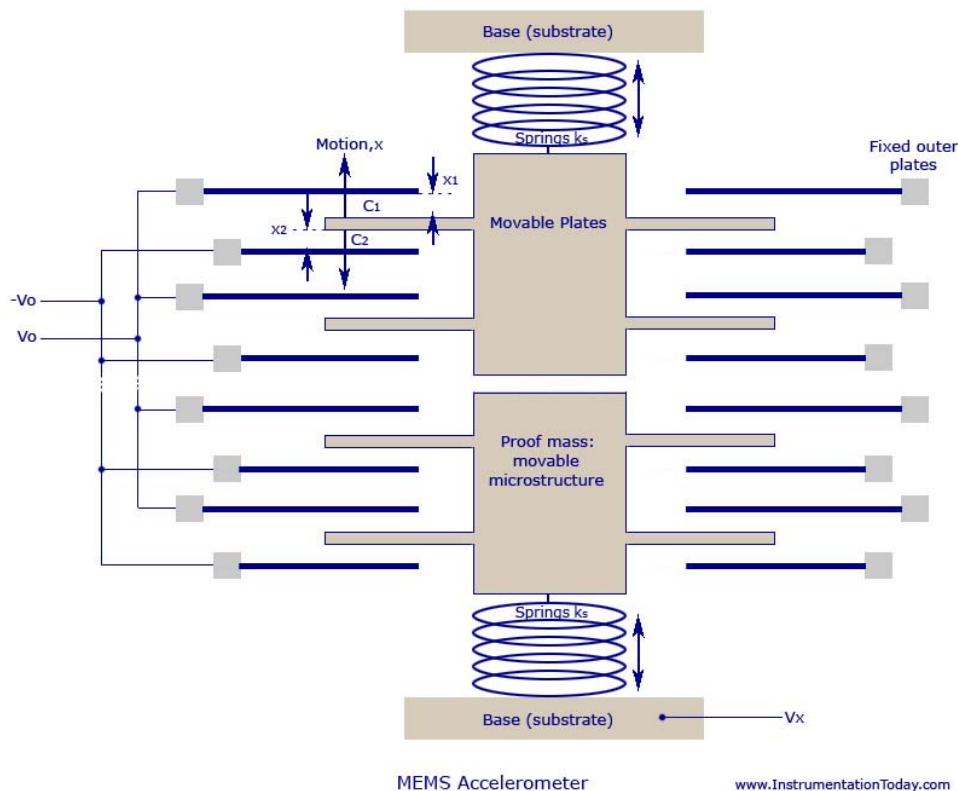 Base (substrate)
Springs ks
Motion,x
Fixed outer
plates
x1
C1
Movable Plates
x2
C2
-Vo
Vo
Proof mass:
movable
microstructure
Springs ks
Base (substrate)
Vx
MEMS Accelerometer
www.InstrumentationToday.com